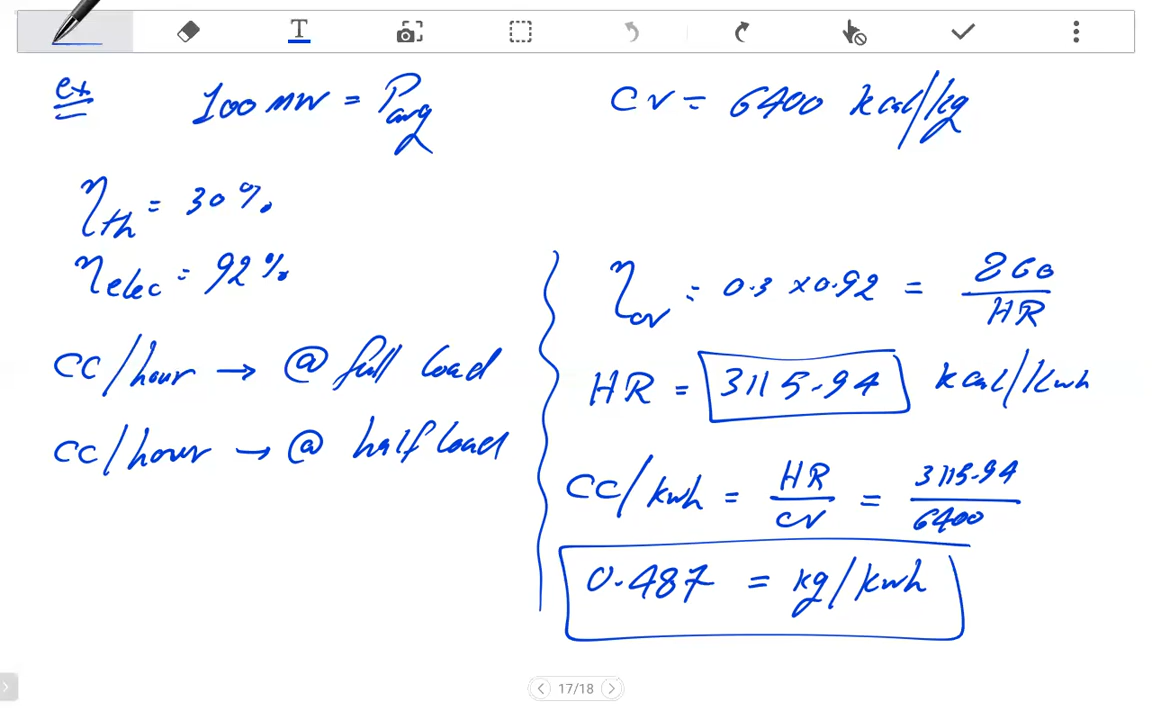 T
ex
100 MW = Pavg
CV = 6400 kcal/kg
ηth = 30%
ηelec = 92%
CC/hour → @ full load
CC/hour → @ half load
ηov = 0.3 × 0.92 = 860/HR
HR = 3115.94 kcal/kwh
CC/kwh = HR/CV = 3115.94/6400
0.487 = kg/kwh
17/18